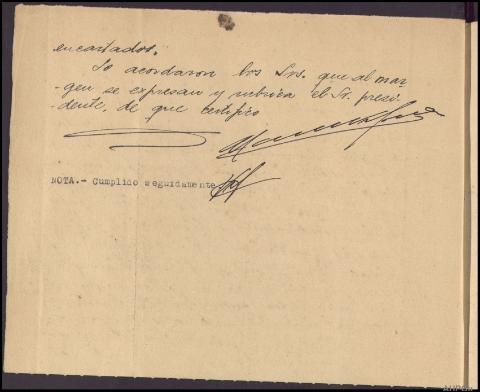 encartados.
Lo acordaron los Srs. que al mar-
-gen se expresan y rubrica el Sr. presi-
-dente, de que certifico
NOTA.- Cumplido seguidamente